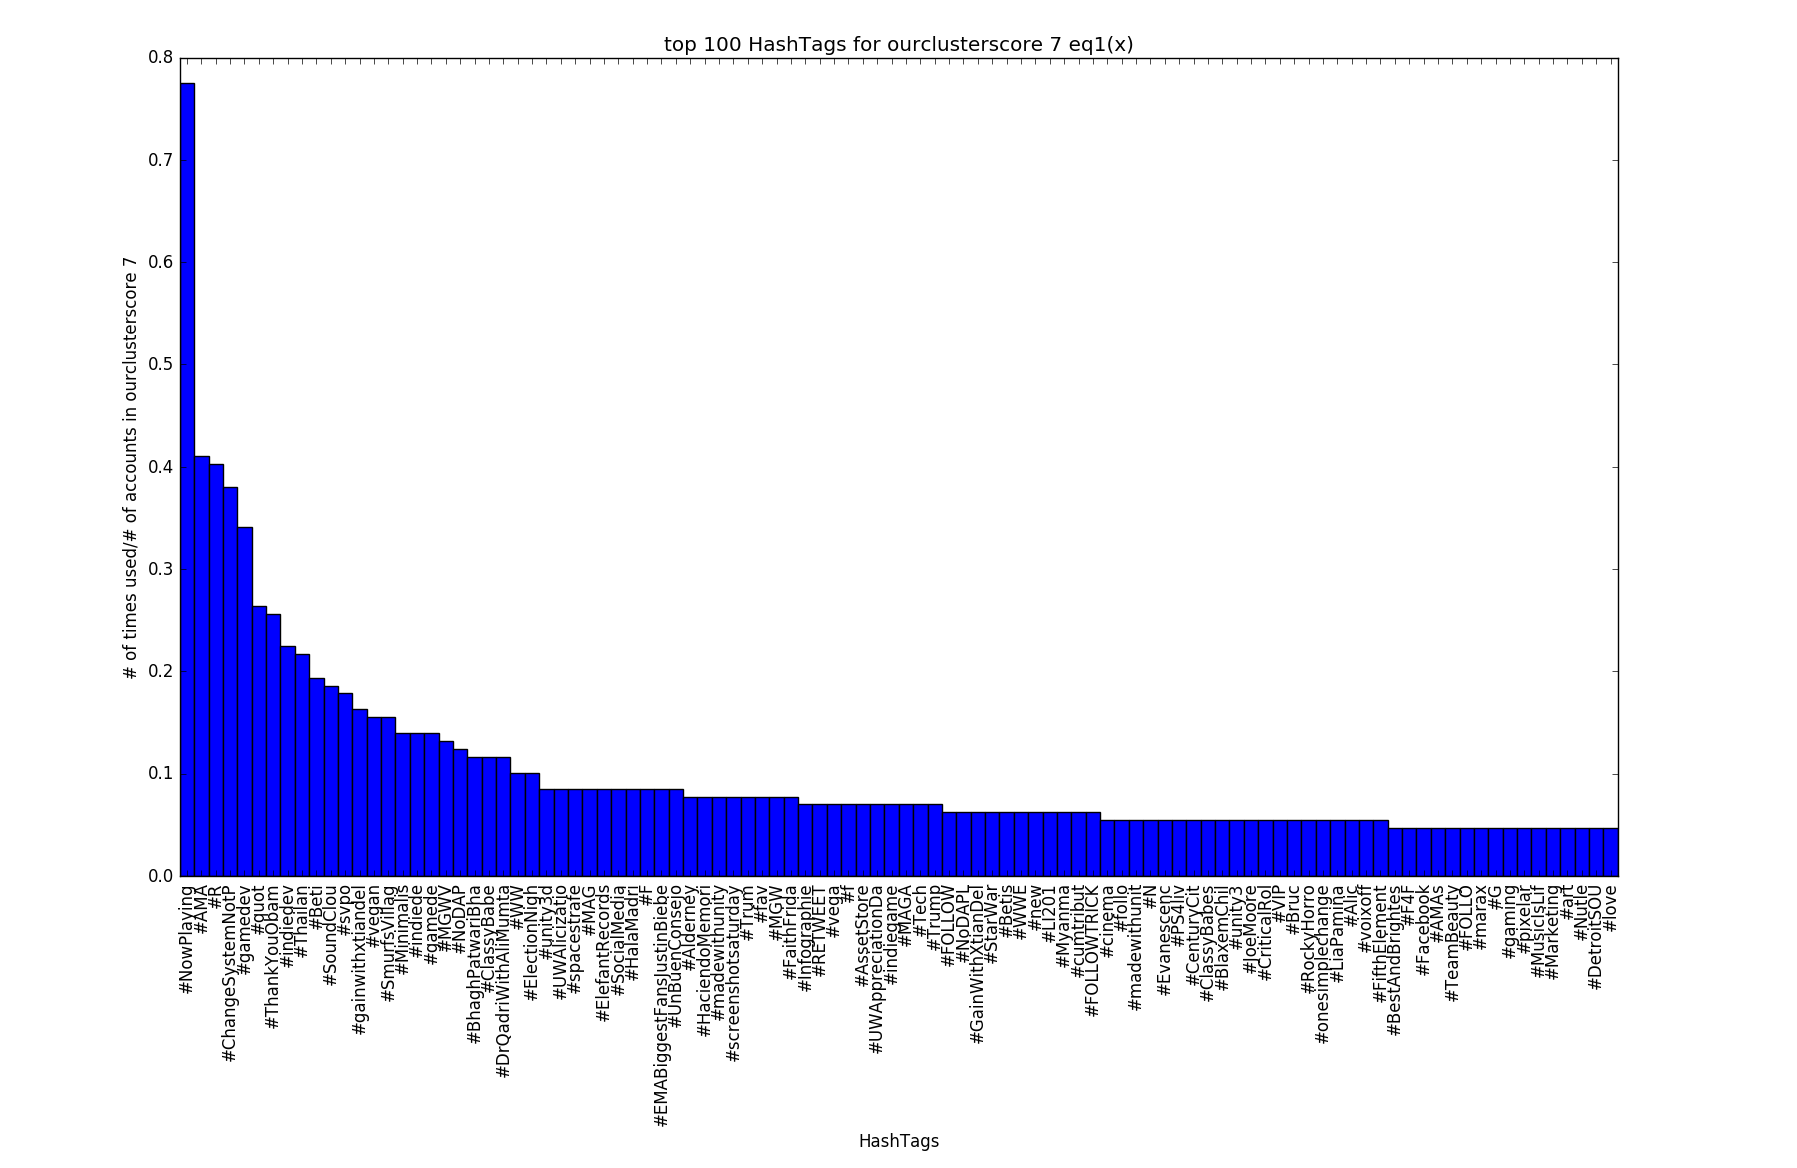 top 100 HashTags for ourclusterscore 7 eq1(x)
# of times used/# of accounts in ourclusterscore 7
0.8
0.7
0.6
0.5
0.4
0.3
0.2
0.1
0.0
#NowPlaying
#AMA
#R
#ChangeSystemNotP
#gamedev
#quot
#ThankYouObam
#indiedev
#Thailan
#Beti
#SoundClou
#svpo
#gainwithxtiandel
#vegan
#SmurfsVillag
#Minimalis
#indiede
#gamede
#MGWV
#NoDAP
#BhaghPatwariBha
#ClassyBabe
#DrQadriWithAliMumta
#WW
#ElectionNigh
#unity3d
#UWAlicizatio
#spacestrafe
#MAG
#ElefantRecords
#SocialMedia
#HalaMadri
#F
#EMABiggestFansJustinBiebe
#UnBuenConsejo
#Alderney
#HaciendoMemori
#madewithunity
#screenshotsaturday
#Trum
#fav
#MGW
#FaithFrida
#Infographie
#RETWEET
#vega
#f
#AssetStore
#UWAppreciationDa
#indiegame
#MAGA
#Tech
#Trump
#FOLLOW
#NoDAPL
#GainWithXtianDel
#StarWar
#Betis
#WWE
#new
#LI201
#Myanma
#cumtribut
#FOLLOWTRICK
#cinema
#follo
#madewithunit
#N
#Evanescenc
#PS4liv
#CenturyCit
#ClassyBabes
#BlaxemChil
#unity3
#JoeMoore
#CriticalRol
#VIP
#Bruc
#RockyHorro
#onesimplechange
#LiaPamina
#Alic
#voixoff
#FifthElement
#BestAndBrightes
#F4F
#Facebook
#AMAs
#TeamBeauty
#FOLLO
#marax
#G
#gaming
#pixelar
#MusicIsLif
#Marketing
#art
#Nutle
#DetroitSOU
#love
HashTags